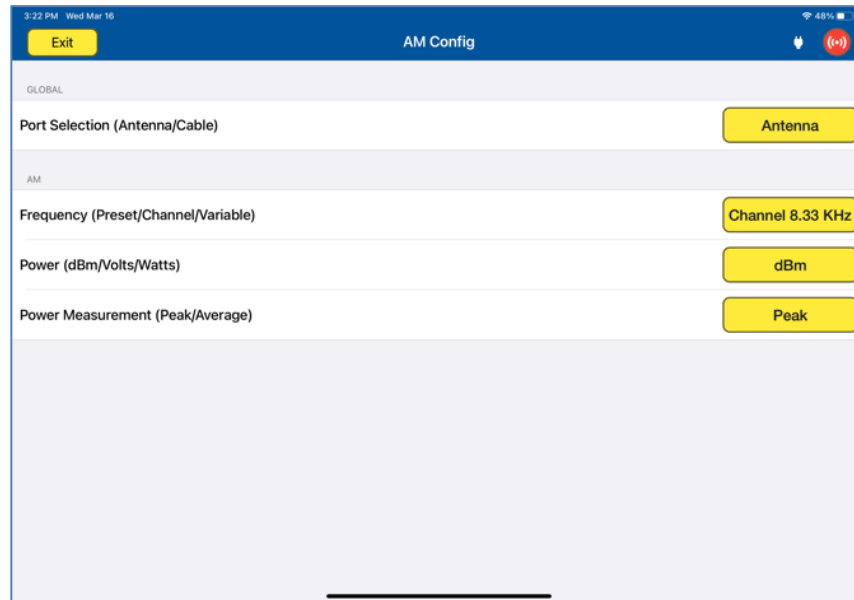 3:22 PM Wed Mar 16
48%
Exit
AM Config
GLOBAL
Port Selection (Antenna/Cable)
Antenna
AM
Frequency (Preset/Channel/Variable)
Channel 8.33 KHz
Power (dBm/Volts/Watts)
dBm
Power Measurement (Peak/Average)
Peak